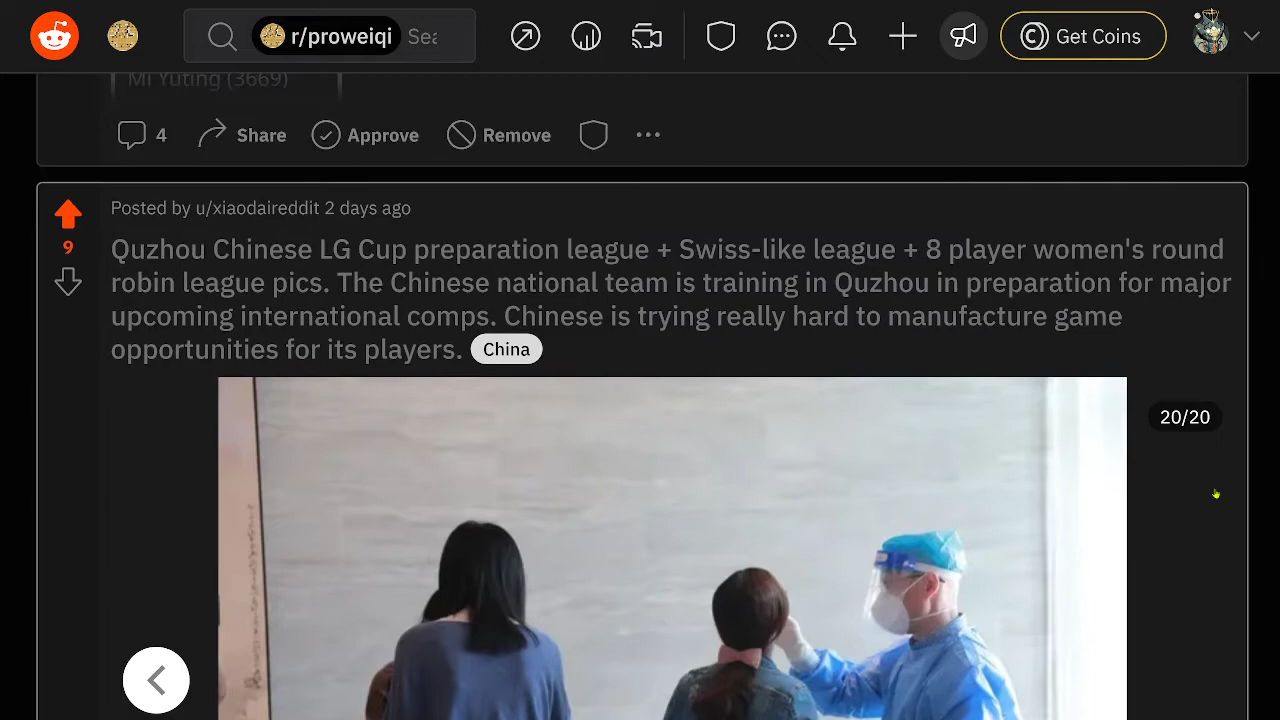 r/proweiqi
Get Coins
Mi Yuting (3669)
4 Share Approve Remove
Posted by u/xiaodaireddit 2 days ago
9
Quzhou Chinese LG Cup preparation league + Swiss-like league + 8 player women's round
robin league pics. The Chinese national team is training in Quzhou in preparation for major
upcoming international comps. Chinese is trying really hard to manufacture game
opportunities for its players. China
20/20